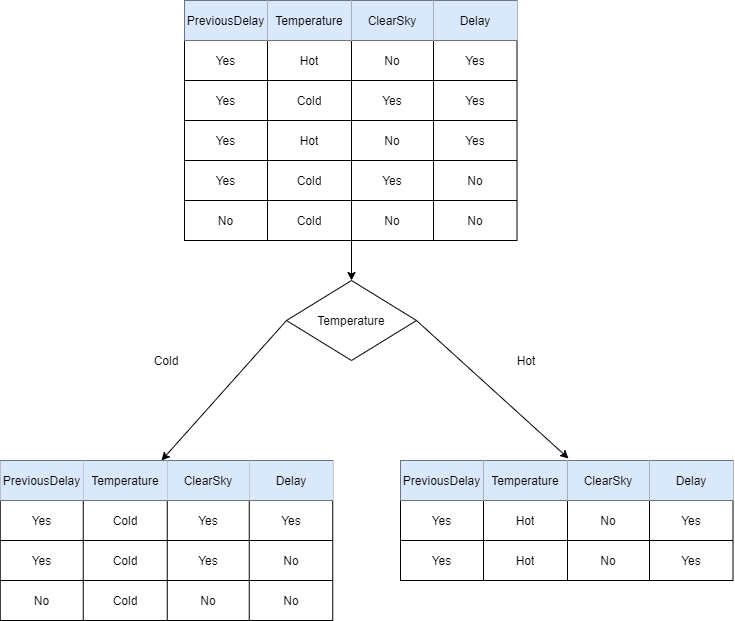 PreviousDelay Temperature ClearSky Delay
Yes Hot No Yes
Yes Cold Yes Yes
Yes Hot No Yes
Yes Cold Yes No
No Cold No No
Temperature
Cold Hot
PreviousDelay Temperature ClearSky Delay
Yes Cold Yes Yes
Yes Cold Yes No
No Cold No No
PreviousDelay Temperature ClearSky Delay
Yes Hot No Yes
Yes Hot No Yes